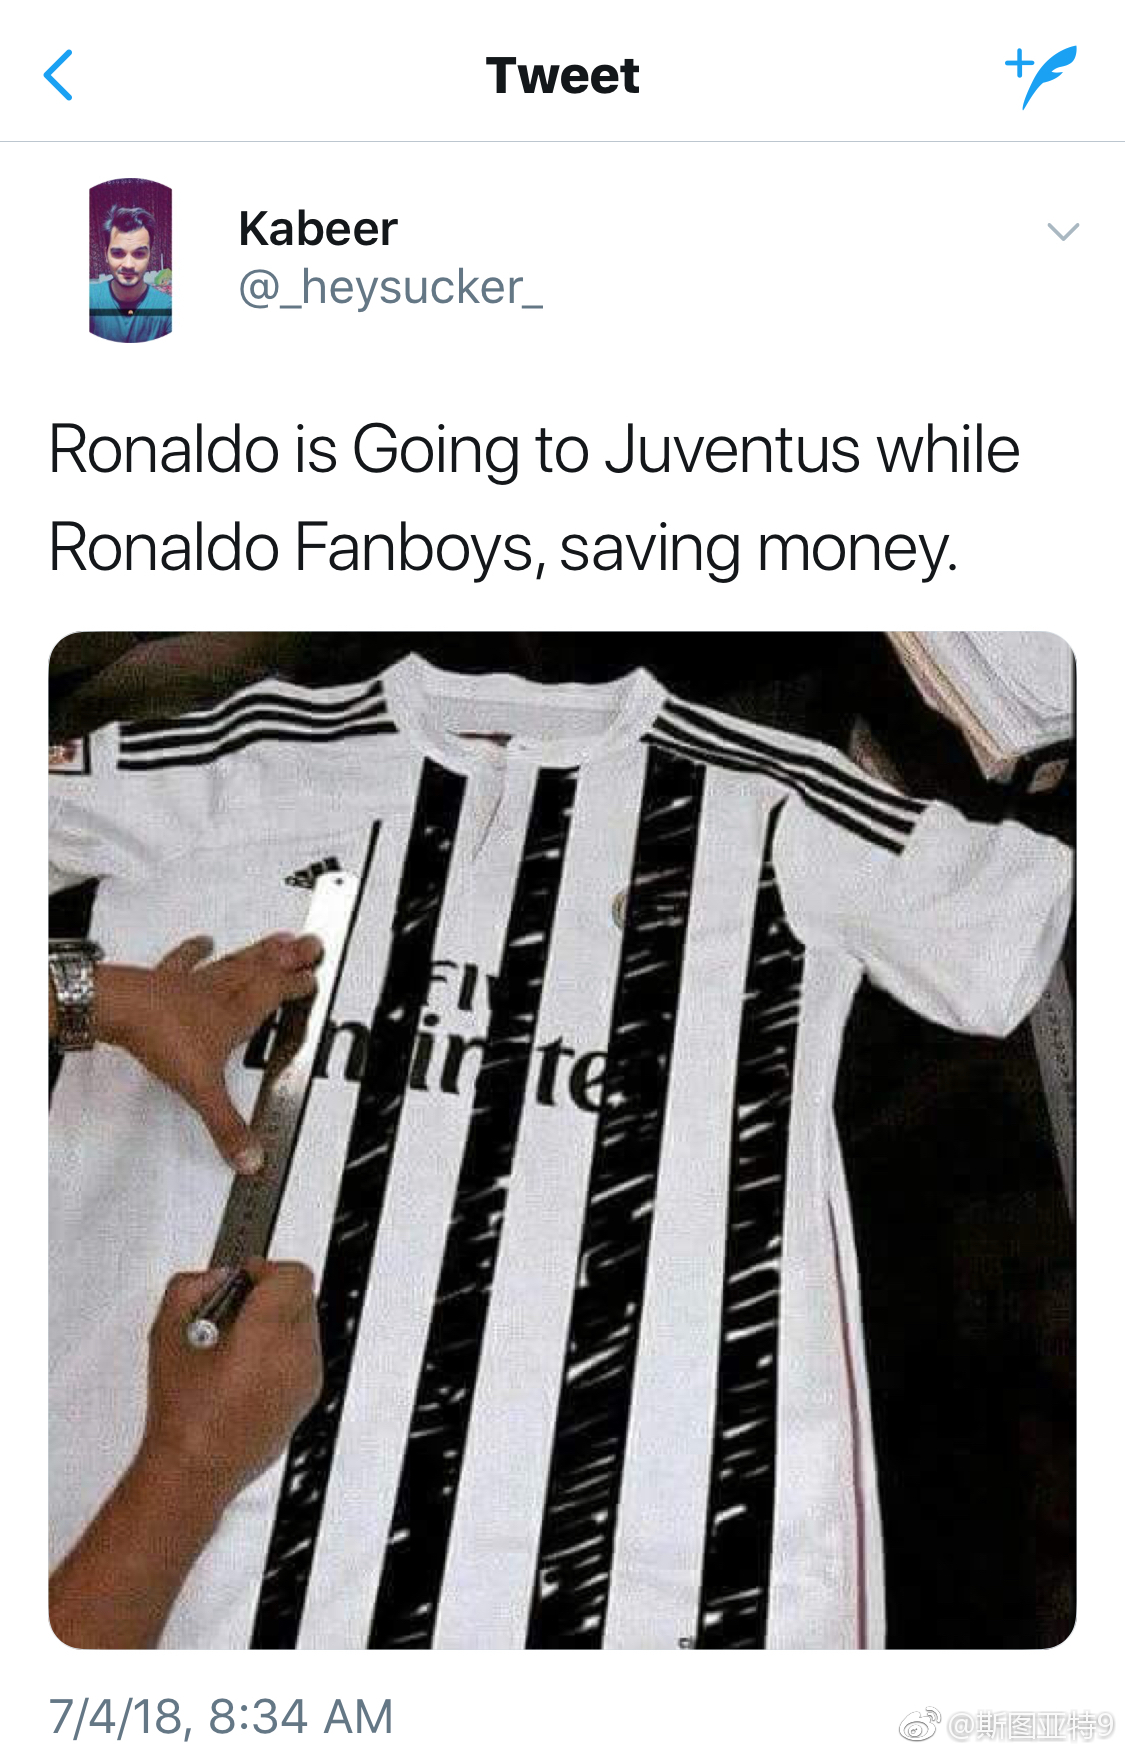 Tweet
Kabeer
@_heysucker_
Ronaldo is Going to Juventus while
Ronaldo Fanboys, saving money.
7/4/18, 8:34 AM
@斯图亚特9